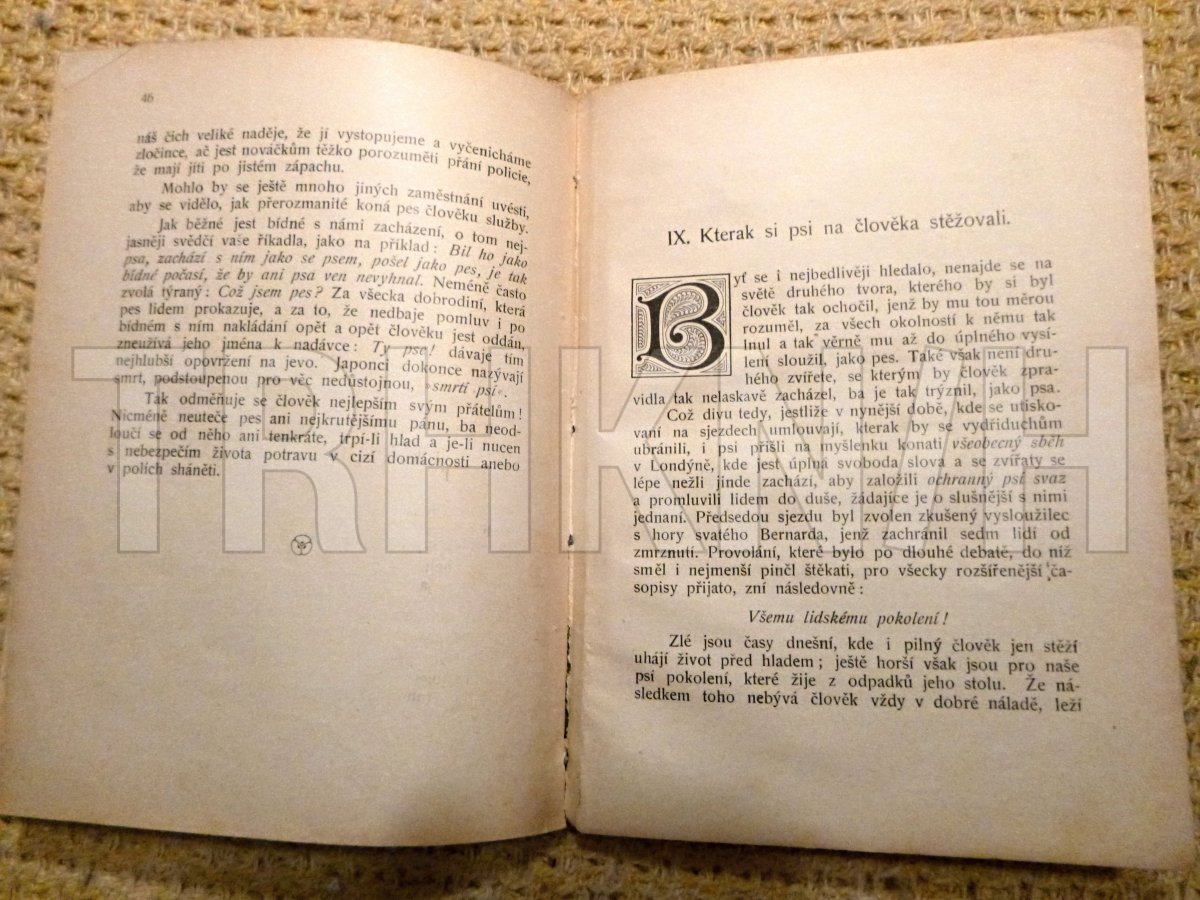 46
náš čich veliké naděje, že jí vystopujeme a vyčenicháme
zločince, ač jest nováčkům těžko porozuměti přání policie,
že mají jíti po jistém zápachu.
Mohlo by se ještě mnoho jiných zaměstnání uvésti,
aby se vidělo, jak přerozmanité koná pes člověku služby.
Jak běžné jest bídné s námi zacházení, o tom nej-
jasněji svědčí vaše říkadla, jako na příklad: Bil ho jako
psa, zachází s ním jako se psem, pošel jako pes, je tak
bídné počasí, že by ani psa ven nevyhnal. Neméně často
zvolá týraný: Což jsem pes? Za všecka dobrodiní, která
pes lidem prokazuje, a za to, že nedbaje pomluv i po
bídném s ním nakládání opět a opět člověku jest oddán,
zneužívá jeho jména k nadávce: Ty pse! dávaje tím
nejhlubší opovržení na jevo. Japonci dokonce nazývají
smrt, podstoupenou pro věc nedůstojnou, »smrtí psí«.
Tak odměňuje se člověk nejlepším svým přátelům!
Nicméně neuteče pes ani nejkrutějšímu pánu, ba neod-
loučí se od něho ani tenkráte, trpí-li hlad a je-li nucen
s nebezpečím života potravu v cizí domácnosti anebo
v polích sháněti.
IX. Kterak si psi na člověka stěžovali.
Byť se i nejbedlivěji hledalo, nenajde se na
světě druhého tvora, kterého by si byl
člověk tak ochočil, jenž by mu tou měrou
rozuměl, za všech okolností k němu tak
lnul a tak věrně mu až do úplného vysí-
lení sloužil, jako pes. Také však není dru-
hého zvířete, se kterým by člověk zpra-
vidla tak nelaskavě zacházel, ba je tak trýznil, jako psa.
Což divu tedy, jestliže v nynější době, kde se utisko-
vaní na sjezdech umlouvají, kterak by se vydřiduchům
ubránili, i psi přišli na myšlenku konati všeobecný sběh
v Londýně, kde jest úplná svoboda slova a se zvířaty se
lépe nežli jinde zachází, aby založili ochranný psí svaz
a promluvili lidem do duše, žádajíce je o slušnější s nimi
jednaní. Předsedou sjezdu byl zvolen zkušený vysloužilec
s hory svatého Bernarda, jenž zachránil sedm lidí od
zmrznutí. Provolání, které bylo po dlouhé debatě, do níž
směl i nejmenší pinčl štěkati, pro všecky rozšířenější ča-
sopisy přijato, zní následovně:
Všemu lidskému pokolení!
Zlé jsou časy dnešní, kde i pilný člověk jen stěží
uhájí život před hladem; ještě horší však jsou pro naše
psí pokolení, které žije z odpadků jeho stolu. Že ná-
sledkem toho nebývá člověk vždy v dobré náladě, leží
TRHKNIH